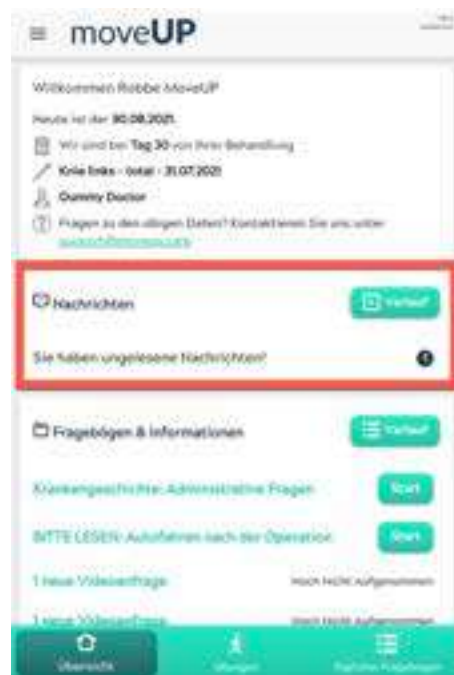 moveUP
Willkommen Robbe MoveUP
Heute ist der 30.08.2021.
Wir sind bei Tag 30 von Ihrer Behandlung
Knie links - total - 31.07.2021
Dummy Doctor
Fragen zu den obigen Daten? Kontaktieren Sie uns unter
Nachrichten
Verlauf
Sie haben ungelesene Nachrichten!
Fragebögen & Informationen
Verlauf
Krankengeschichte: Administrative Fragen
Start
BITTE LESEN: Autofahren nach der Operation
Start
1 neue Videoanfrage
Noch nicht aufgenommen
1 neue Videoanfrage
Noch nicht aufgenommen
Übersicht
Übungen
Tägliche Fragebögen